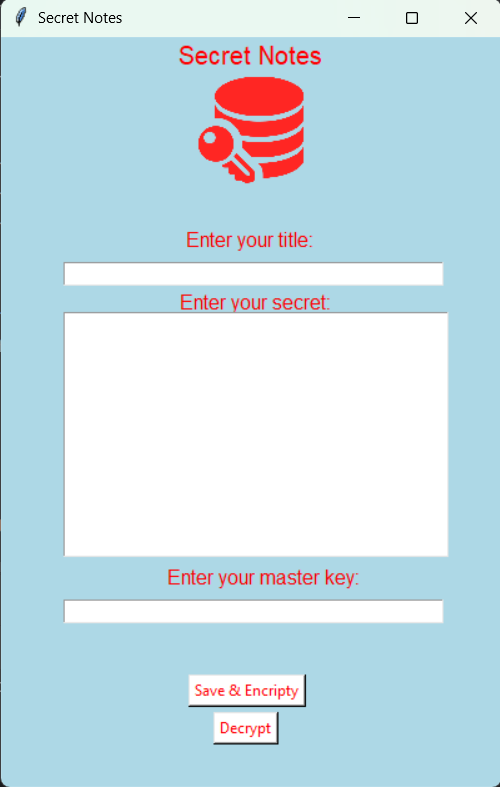 Secret Notes
Secret Notes
Enter your title:
Enter your secret:
Enter your master key:
Save & Encripty
Decrypt